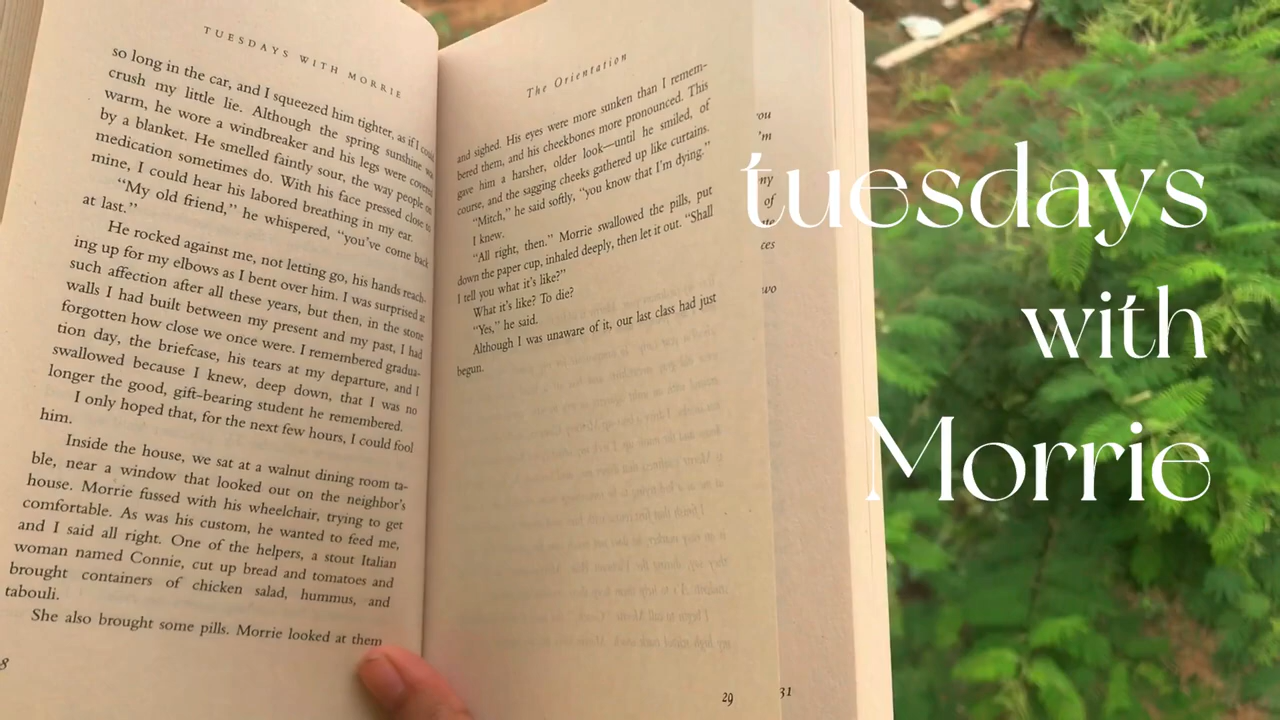 TUESDAYS WITH MORRIE
so long in the car, and I squeezed him tighter, as if I could
crush my little lie. Although the spring sunshine was
warm, he wore a windbreaker and his legs were covered
by a blanket. He smelled faintly sour, the way people on
medication sometimes do. With his face pressed close to
mine, I could hear his labored breathing in my ear.
“My old friend,” he whispered, “you’ve come back
at last.”
He rocked against me, not letting go, his hands reach-
ing up for my elbows as I bent over him. I was surprised at
such affection after all these years, but then, in the stone
walls I had built between my present and my past, I had
forgotten how close we once were. I remembered gradua-
tion day, the briefcase, his tears at my departure, and I
swallowed because I knew, deep down, that I was no
longer the good, gift-bearing student he remembered.
I only hoped that, for the next few hours, I could fool
him.
Inside the house, we sat at a walnut dining room ta-
ble, near a window that looked out on the neighbor’s
house. Morrie fussed with his wheelchair, trying to get
comfortable. As was his custom, he wanted to feed me,
and I said all right. One of the helpers, a stout Italian
woman named Connie, cut up bread and tomatoes and
brought containers of chicken salad, hummus, and
tabouli.
She also brought some pills. Morrie looked at them
8
The Orientation
and sighed. His eyes were more sunken than I remem-
bered them, and his cheekbones more pronounced. This
gave him a harsher, older look—until he smiled, of
course, and the sagging cheeks gathered up like curtains.
“Mitch,” he said softly, “you know that I’m dying.”
I knew.
“All right, then.” Morrie swallowed the pills, put
down the paper cup, inhaled deeply, then let it out. “Shall
I tell you what it’s like?”
What it’s like? To die?
“Yes,” he said.
Although I was unaware of it, our last class had just
begun.
29
of
wo
31
tuesdays
with
Morrie